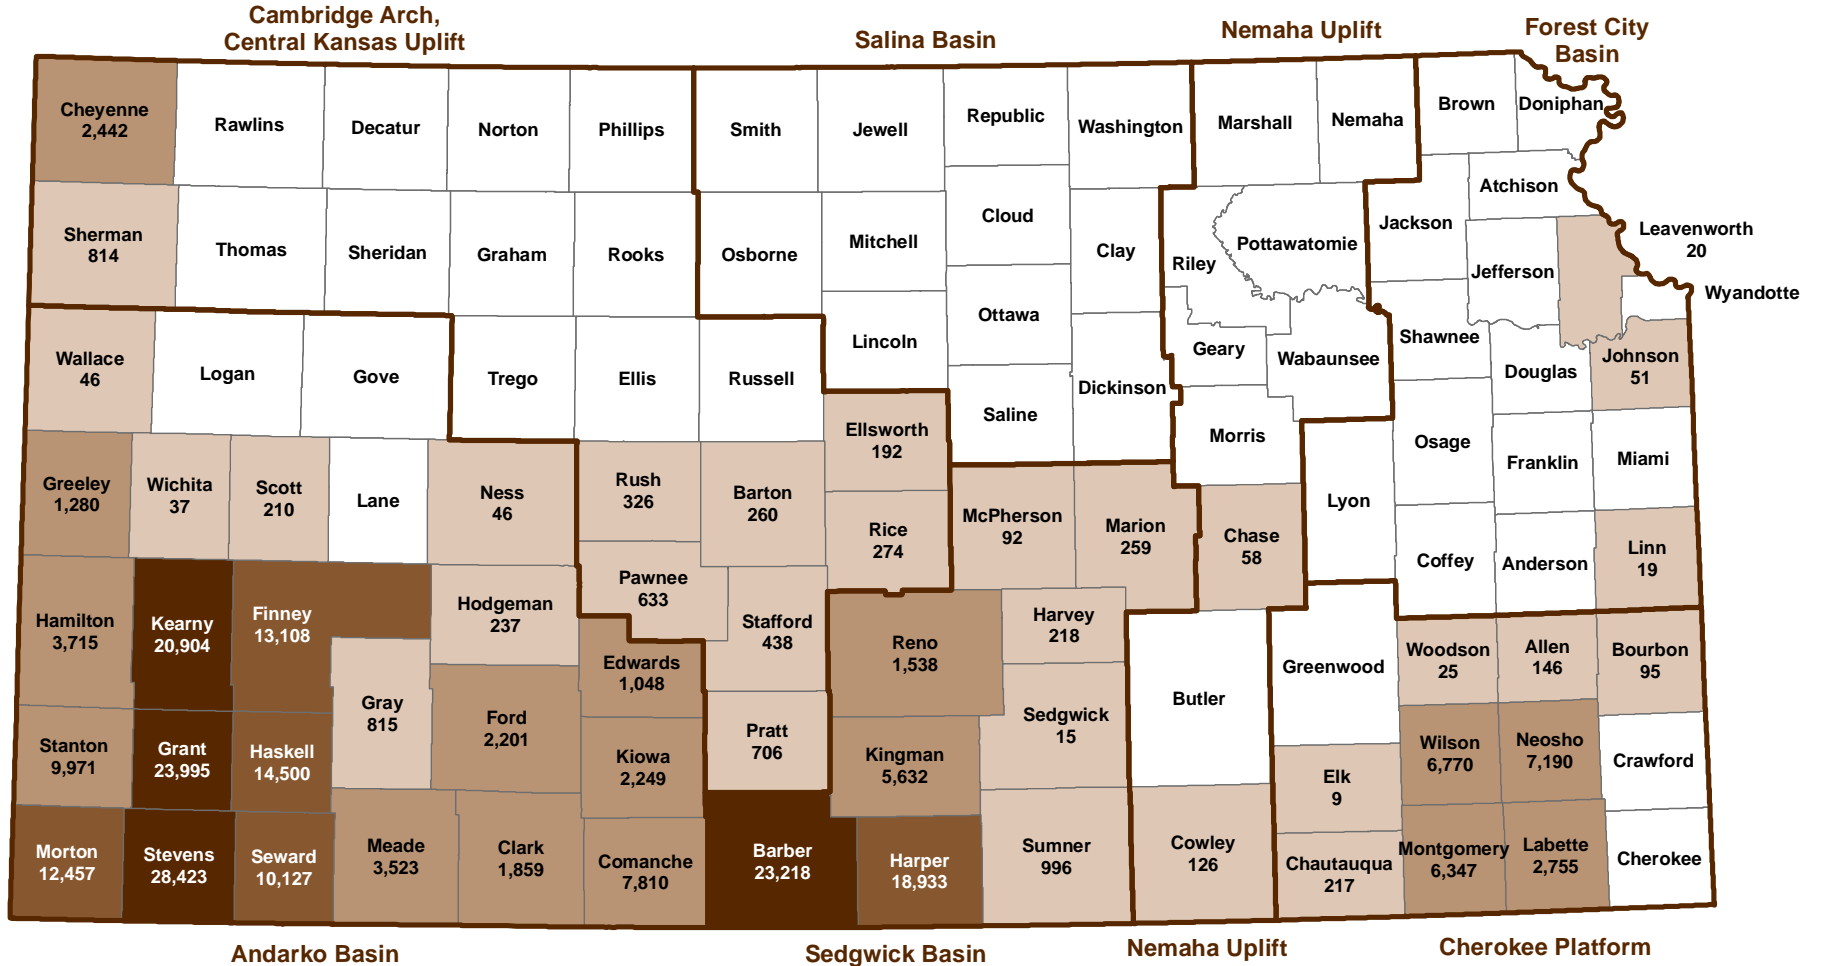 Cambridge Arch,
Central Kansas Uplift
Salina Basin
Nemaha Uplift
Forest City
Basin
Cheyenne
2,442
Rawlins
Decatur
Norton
Phillips
Smith
Jewell
Republic
Washington
Marshall
Nemaha
Brown
Doniphan
Atchison
Sherman
814
Thomas
Sheridan
Graham
Rooks
Osborne
Mitchell
Cloud
Clay
Riley
Pottawatomie
Jackson
Jefferson
Leavenworth
20
Wyandotte
Wallace
46
Logan
Gove
Trego
Ellis
Russell
Lincoln
Ottawa
Saline
Dickinson
Geary
Wabaunsee
Shawnee
Douglas
Johnson
51
Greeley
1,280
Wichita
37
Scott
210
Lane
Ness
46
Rush
326
Barton
260
Ellsworth
192
Rice
274
McPherson
92
Marion
259
Morris
Chase
58
Lyon
Osage
Franklin
Miami
Coffey
Anderson
Linn
19
Hamilton
3,715
Kearny
20,904
Finney
13,108
Hodgeman
237
Pawnee
633
Stafford
438
Edwards
1,048
Reno
1,538
Harvey
218
Butler
Greenwood
Woodson
25
Allen
146
Bourbon
95
Stanton
9,971
Grant
23,995
Haskell
14,500
Gray
815
Ford
2,201
Kiowa
2,249
Pratt
706
Kingman
5,632
Sedgwick
15
Elk
9
Wilson
6,770
Neosho
7,190
Crawford
Morton
12,457
Stevens
28,423
Seward
10,127
Meade
3,523
Clark
1,859
Comanche
7,810
Barber
23,218
Harper
18,933
Sumner
996
Cowley
126
Chautauqua
217
Montgomery
6,347
Labette
2,755
Cherokee
Andarko Basin
Sedgwick Basin
Nemaha Uplift
Cherokee Platform